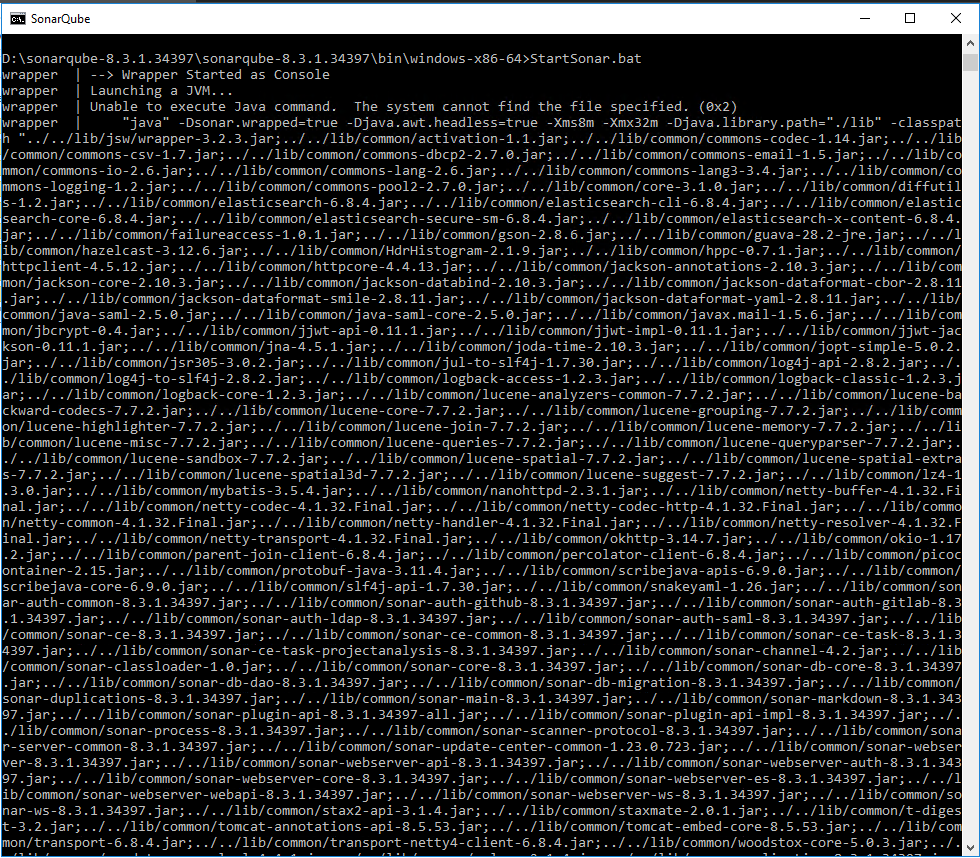 SonarQube
D:\sonarqube-8.3.1.34397\sonarqube-8.3.1.34397\bin\windows-x86-64>StartSonar.bat
wrapper  | --> Wrapper Started as Console
wrapper  | Launching a JVM...
wrapper  | Unable to execute Java command.  The system cannot find the file specified. (0x2)
wrapper  |     "java" -Dsonar.wrapped=true -Djava.awt.headless=true -Xms8m -Xmx32m -Djava.library.path="./lib" -classpat
h "../../lib/jsw/wrapper-3.2.3.jar;../../lib/common/activation-1.1.jar;../../lib/common/commons-codec-1.14.jar;../../lib
/common/commons-csv-1.7.jar;../../lib/common/commons-dbcp2-2.7.0.jar;../../lib/common/commons-email-1.5.jar;../../lib/co
mmon/commons-io-2.6.jar;../../lib/common/commons-lang-2.6.jar;../../lib/common/commons-lang3-3.4.jar;../../lib/common/co
mmons-logging-1.2.jar;../../lib/common/commons-pool2-2.7.0.jar;../../lib/common/core-3.1.0.jar;../../lib/common/diffutil
s-1.2.jar;../../lib/common/elasticsearch-6.8.4.jar;../../lib/common/elasticsearch-cli-6.8.4.jar;../../lib/common/elastic
search-core-6.8.4.jar;../../lib/common/elasticsearch-secure-sm-6.8.4.jar;../../lib/common/elasticsearch-x-content-6.8.4.
jar;../../lib/common/failureaccess-1.0.1.jar;../../lib/common/gson-2.8.6.jar;../../lib/common/guava-28.2-jre.jar;../../l
ib/common/hazelcast-3.12.6.jar;../../lib/common/HdrHistogram-2.1.9.jar;../../lib/common/hppc-0.7.1.jar;../../lib/common/
httpclient-4.5.12.jar;../../lib/common/httpcore-4.4.13.jar;../../lib/common/jackson-annotations-2.10.3.jar;../../lib/com
mon/jackson-core-2.10.3.jar;../../lib/common/jackson-databind-2.10.3.jar;../../lib/common/jackson-dataformat-cbor-2.8.11
.jar;../../lib/common/jackson-dataformat-smile-2.8.11.jar;../../lib/common/jackson-dataformat-yaml-2.8.11.jar;../../lib/
common/java-saml-2.5.0.jar;../../lib/common/java-saml-core-2.5.0.jar;../../lib/common/javax.mail-1.5.6.jar;../../lib/com
mon/jbcrypt-0.4.jar;../../lib/common/jjwt-api-0.11.1.jar;../../lib/common/jjwt-impl-0.11.1.jar;../../lib/common/jjwt-jac
kson-0.11.1.jar;../../lib/common/jna-4.5.1.jar;../../lib/common/joda-time-2.10.3.jar;../../lib/common/jopt-simple-5.0.2.
jar;../../lib/common/jsr305-3.0.2.jar;../../lib/common/jul-to-slf4j-1.7.30.jar;../../lib/common/log4j-api-2.8.2.jar;../.
./lib/common/log4j-to-slf4j-2.8.2.jar;../../lib/common/logback-access-1.2.3.jar;../../lib/common/logback-classic-1.2.3.j
ar;../../lib/common/logback-core-1.2.3.jar;../../lib/common/lucene-analyzers-common-7.7.2.jar;../../lib/common/lucene-ba
ckward-codecs-7.7.2.jar;../../lib/common/lucene-core-7.7.2.jar;../../lib/common/lucene-grouping-7.7.2.jar;../../lib/comm
on/lucene-highlighter-7.7.2.jar;../../lib/common/lucene-join-7.7.2.jar;../../lib/common/lucene-memory-7.7.2.jar;../../li
b/common/lucene-misc-7.7.2.jar;../../lib/common/lucene-queries-7.7.2.jar;../../lib/common/lucene-queryparser-7.7.2.jar;.
./../lib/common/lucene-sandbox-7.7.2.jar;../../lib/common/lucene-spatial-7.7.2.jar;../../lib/common/lucene-spatial-extra
s-7.7.2.jar;../../lib/common/lucene-spatial3d-7.7.2.jar;../../lib/common/lucene-suggest-7.7.2.jar;../../lib/common/lz4-1
.3.0.jar;../../lib/common/mybatis-3.5.4.jar;../../lib/common/nanohttpd-2.3.1.jar;../../lib/common/netty-buffer-4.1.32.Fi
nal.jar;../../lib/common/netty-codec-4.1.32.Final.jar;../../lib/common/netty-codec-http-4.1.32.Final.jar;../../lib/commo
n/netty-common-4.1.32.Final.jar;../../lib/common/netty-handler-4.1.32.Final.jar;../../lib/common/netty-resolver-4.1.32.F
inal.jar;../../lib/common/netty-transport-4.1.32.Final.jar;../../lib/common/okhttp-3.14.7.jar;../../lib/common/okio-1.17
.2.jar;../../lib/common/parent-join-client-6.8.4.jar;../../lib/common/percolator-client-6.8.4.jar;../../lib/common/picoc
ontainer-2.15.jar;../../lib/common/protobuf-java-3.11.4.jar;../../lib/common/scribejava-apis-6.9.0.jar;../../lib/common/
scribejava-core-6.9.0.jar;../../lib/common/slf4j-api-1.7.30.jar;../../lib/common/snakeyaml-1.26.jar;../../lib/common/son
ar-auth-common-8.3.1.34397.jar;../../lib/common/sonar-auth-github-8.3.1.34397.jar;../../lib/common/sonar-auth-gitlab-8.3
.1.34397.jar;../../lib/common/sonar-auth-ldap-8.3.1.34397.jar;../../lib/common/sonar-auth-saml-8.3.1.34397.jar;../../lib
/common/sonar-ce-8.3.1.34397.jar;../../lib/common/sonar-ce-common-8.3.1.34397.jar;../../lib/common/sonar-ce-task-8.3.1.3
4397.jar;../../lib/common/sonar-ce-task-projectanalysis-8.3.1.34397.jar;../../lib/common/sonar-channel-4.2.jar;../../lib
/common/sonar-classloader-1.0.jar;../../lib/common/sonar-core-8.3.1.34397.jar;../../lib/common/sonar-db-core-8.3.1.34397
.jar;../../lib/common/sonar-db-dao-8.3.1.34397.jar;../../lib/common/sonar-db-migration-8.3.1.34397.jar;../../lib/common/
sonar-duplications-8.3.1.34397.jar;../../lib/common/sonar-main-8.3.1.34397.jar;../../lib/common/sonar-markdown-8.3.1.343
97.jar;../../lib/common/sonar-plugin-api-8.3.1.34397-all.jar;../../lib/common/sonar-plugin-api-impl-8.3.1.34397.jar;../.
./lib/common/sonar-process-8.3.1.34397.jar;../../lib/common/sonar-scanner-protocol-8.3.1.34397.jar;../../lib/common/sona
r-server-common-8.3.1.34397.jar;../../lib/common/sonar-update-center-common-1.23.0.723.jar;../../lib/common/sonar-webser
ver-8.3.1.34397.jar;../../lib/common/sonar-webserver-api-8.3.1.34397.jar;../../lib/common/sonar-webserver-auth-8.3.1.343
97.jar;../../lib/common/sonar-webserver-core-8.3.1.34397.jar;../../lib/common/sonar-webserver-es-8.3.1.34397.jar;../../l
ib/common/sonar-webserver-webapi-8.3.1.34397.jar;../../lib/common/sonar-webserver-ws-8.3.1.34397.jar;../../lib/common/so
nar-ws-8.3.1.34397.jar;../../lib/common/stax2-api-3.1.4.jar;../../lib/common/staxmate-2.0.1.jar;../../lib/common/t-diges
t-3.2.jar;../../lib/common/tomcat-annotations-api-8.5.53.jar;../../lib/common/tomcat-embed-core-8.5.53.jar;../../lib/com
mon/transport-6.8.4.jar;../../lib/common/transport-netty4-client-6.8.4.jar;../../lib/common/woodstox-core-5.0.3.jar;../.